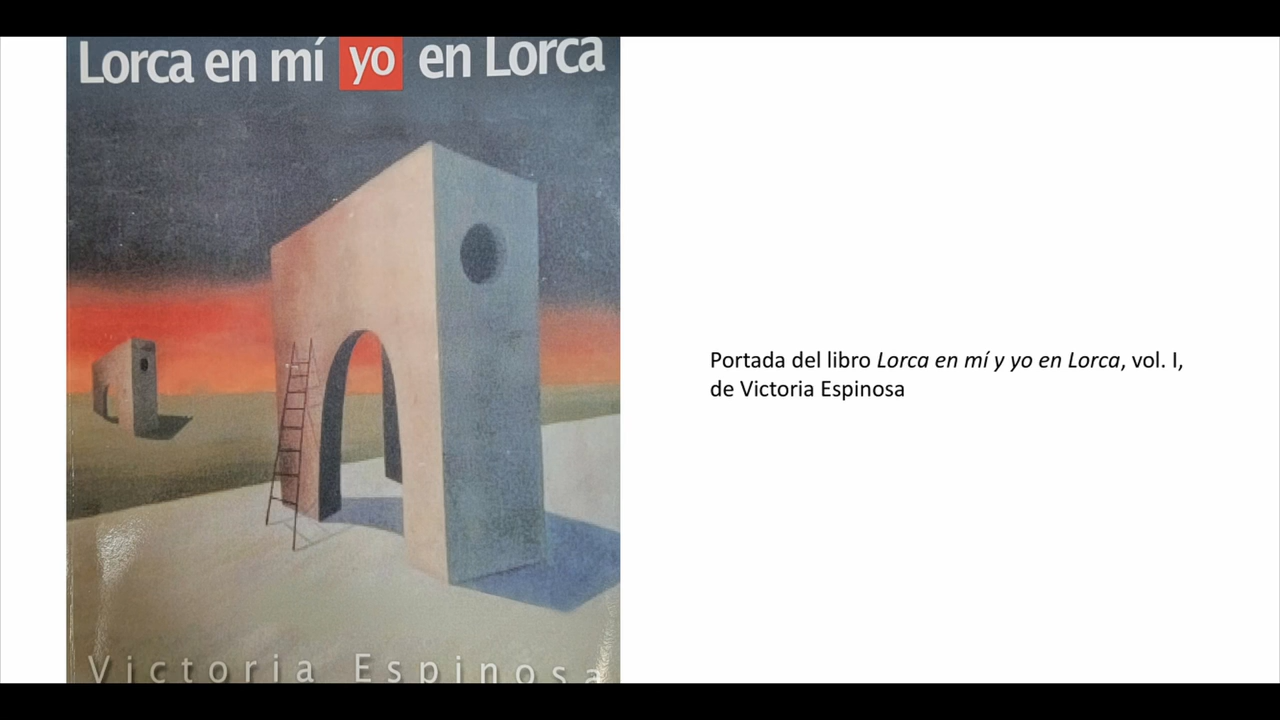 Lorca en mí yo en Lorca
Victoria Espinosa
Portada del libro Lorca en mí y yo en Lorca, vol. I,
de Victoria Espinosa